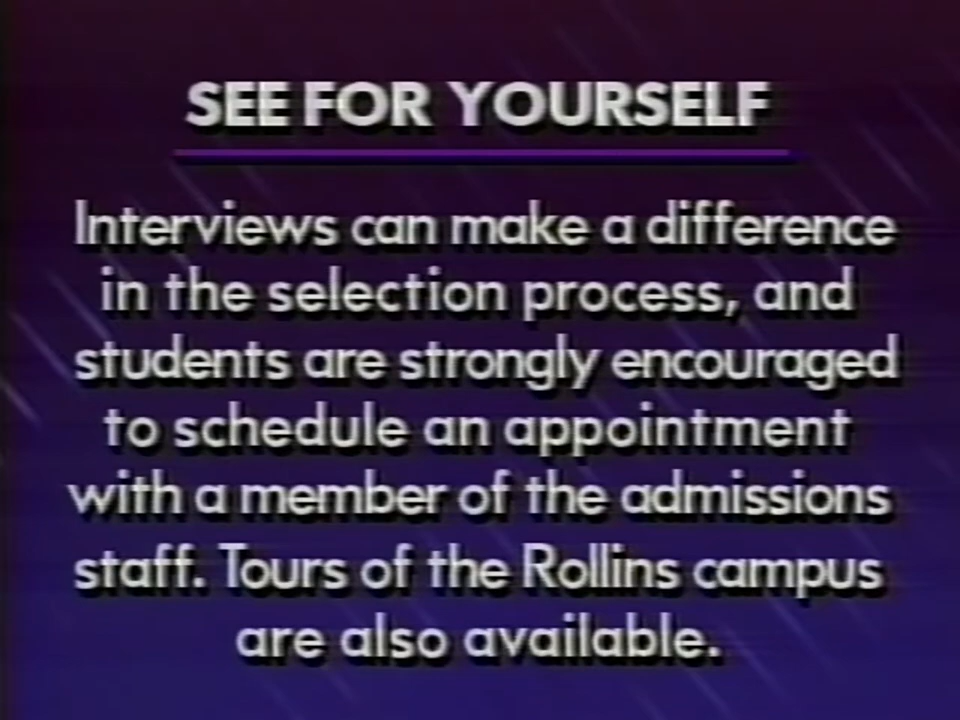 SEE FOR YOURSELF
Interviews can make a difference
in the selection process, and
students are strongly encouraged
to schedule an appointment
with a member of the admissions
staff. Tours of the Rollins campus
are also available.